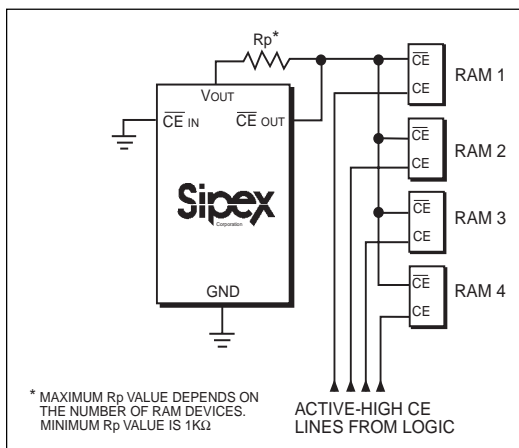 Rp*
VOUT
CE IN
CE OUT
Sipex
Corporation
GND
CE
CE
RAM 1
CE
CE
RAM 2
CE
CE
RAM 3
CE
CE
RAM 4
* MAXIMUM Rp VALUE DEPENDS ON
THE NUMBER OF RAM DEVICES.
MINIMUM Rp VALUE IS 1KΩ
ACTIVE-HIGH CE
LINES FROM LOGIC